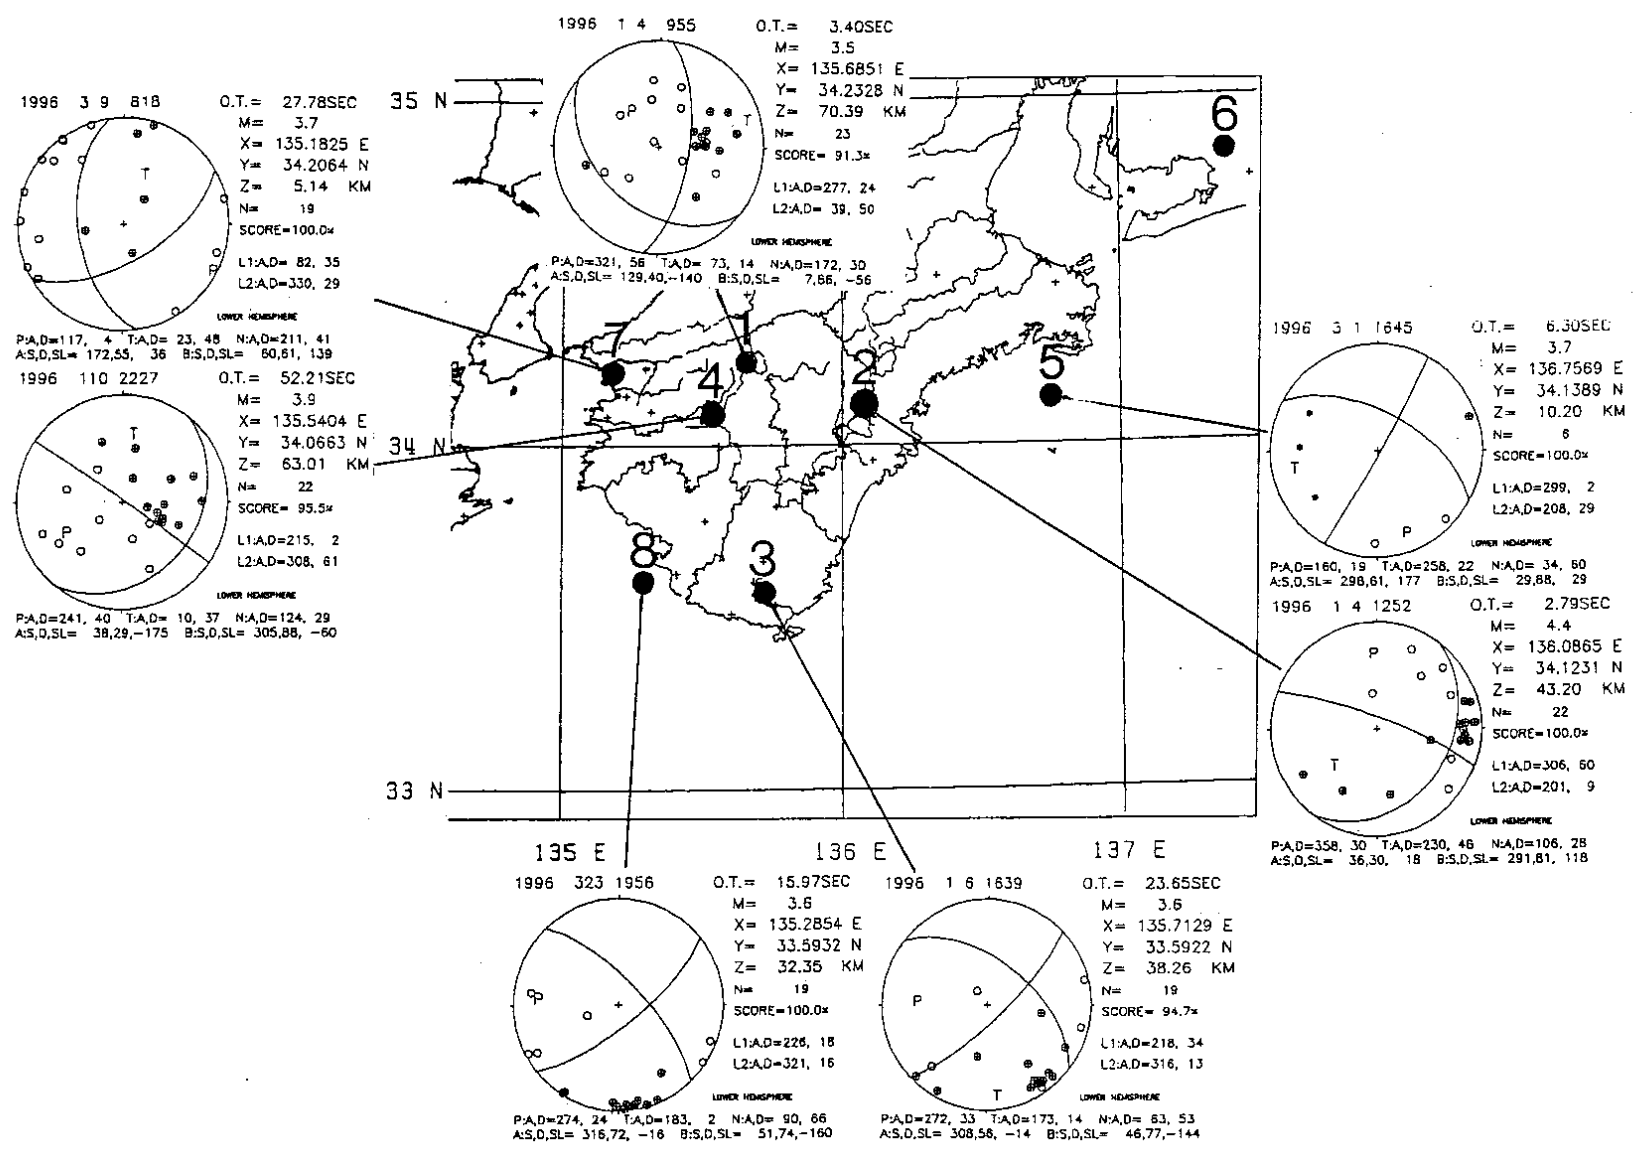 1996 1 4 955
O.T.= 3.40SEC
M= 3.5
X= 135.6851 E
Y= 34.2328 N
Z= 70.39 KM
N= 23
SCORE= 91.3%
L1:A,D=277, 24
L2:A,D= 39, 50
P
T
LOWER HEMISPHERE
P:A,D=321, 56 T:A,D= 73, 14 N:A,D=172, 30
A:S,D,SL= 129,40,-140 B:S,D,SL= 7,66, -56
1996 3 9 818
O.T.= 27.78SEC
M= 3.7
X= 135.1825 E
Y= 34.2064 N
Z= 5.14 KM
N= 19
SCORE=100.0%
L1:A,D= 82, 35
L2:A,D=330, 29
T
P
LOWER HEMISPHERE
P:A,D=117, 4 T:A,D= 23, 48 N:A,D=211, 41
A:S,D,SL= 172,55, 36 B:S,D,SL= 60,61, 139
1996 110 2227
O.T.= 52.21SEC
M= 3.9
X= 135.5404 E
Y= 34.0663 N
Z= 63.01 KM
N= 22
SCORE= 95.5%
L1:A,D=215, 2
L2:A,D=308, 61
T
P
LOWER HEMISPHERE
P:A,D=241, 40 T:A,D= 10, 37 N:A,D=124, 29
A:S,D,SL= 38,29,-175 B:S,D,SL= 305,88, -60
35 N
34 N
33 N
135 E
136 E
137 E
6
7
1
4
2
5
8
3
1996 3 1 1645
O.T.= 6.30SEC
M= 3.7
X= 136.7569 E
Y= 34.1389 N
Z= 10.20 KM
N= 6
SCORE=100.0%
L1:A,D=299, 2
L2:A,D=208, 29
T
P
LOWER HEMISPHERE
P:A,D=160, 19 T:A,D=258, 22 N:A,D= 34, 60
A:S,D,SL= 298,61, 177 B:S,D,SL= 29,88, 29
1996 1 4 1252
O.T.= 2.79SEC
M= 4.4
X= 136.0865 E
Y= 34.1231 N
Z= 43.20 KM
N= 22
SCORE=100.0%
L1:A,D=306, 60
L2:A,D=201, 9
P
T
LOWER HEMISPHERE
P:A,D=358, 30 T:A,D=230, 46 N:A,D=106, 28
A:S,D,SL= 36,30, 18 B:S,D,SL= 291,81, 118
1996 323 1956
O.T.= 15.97SEC
M= 3.6
X= 135.2854 E
Y= 33.5932 N
Z= 32.35 KM
N= 19
SCORE=100.0%
L1:A,D=226, 16
L2:A,D=321, 16
P
LOWER HEMISPHERE
P:A,D=274, 24 T:A,D=183, 2 N:A,D= 90, 66
A:S,D,SL= 316,72, -16 B:S,D,SL= 51,74,-160
1996 1 6 1639
O.T.= 23.65SEC
M= 3.6
X= 135.7129 E
Y= 33.5922 N
Z= 38.26 KM
N= 19
SCORE= 94.7%
L1:A,D=218, 34
L2:A,D=316, 13
P
T
LOWER HEMISPHERE
P:A,D=272, 33 T:A,D=173, 14 N:A,D= 63, 53
A:S,D,SL= 308,56, -14 B:S,D,SL= 46,77,-144